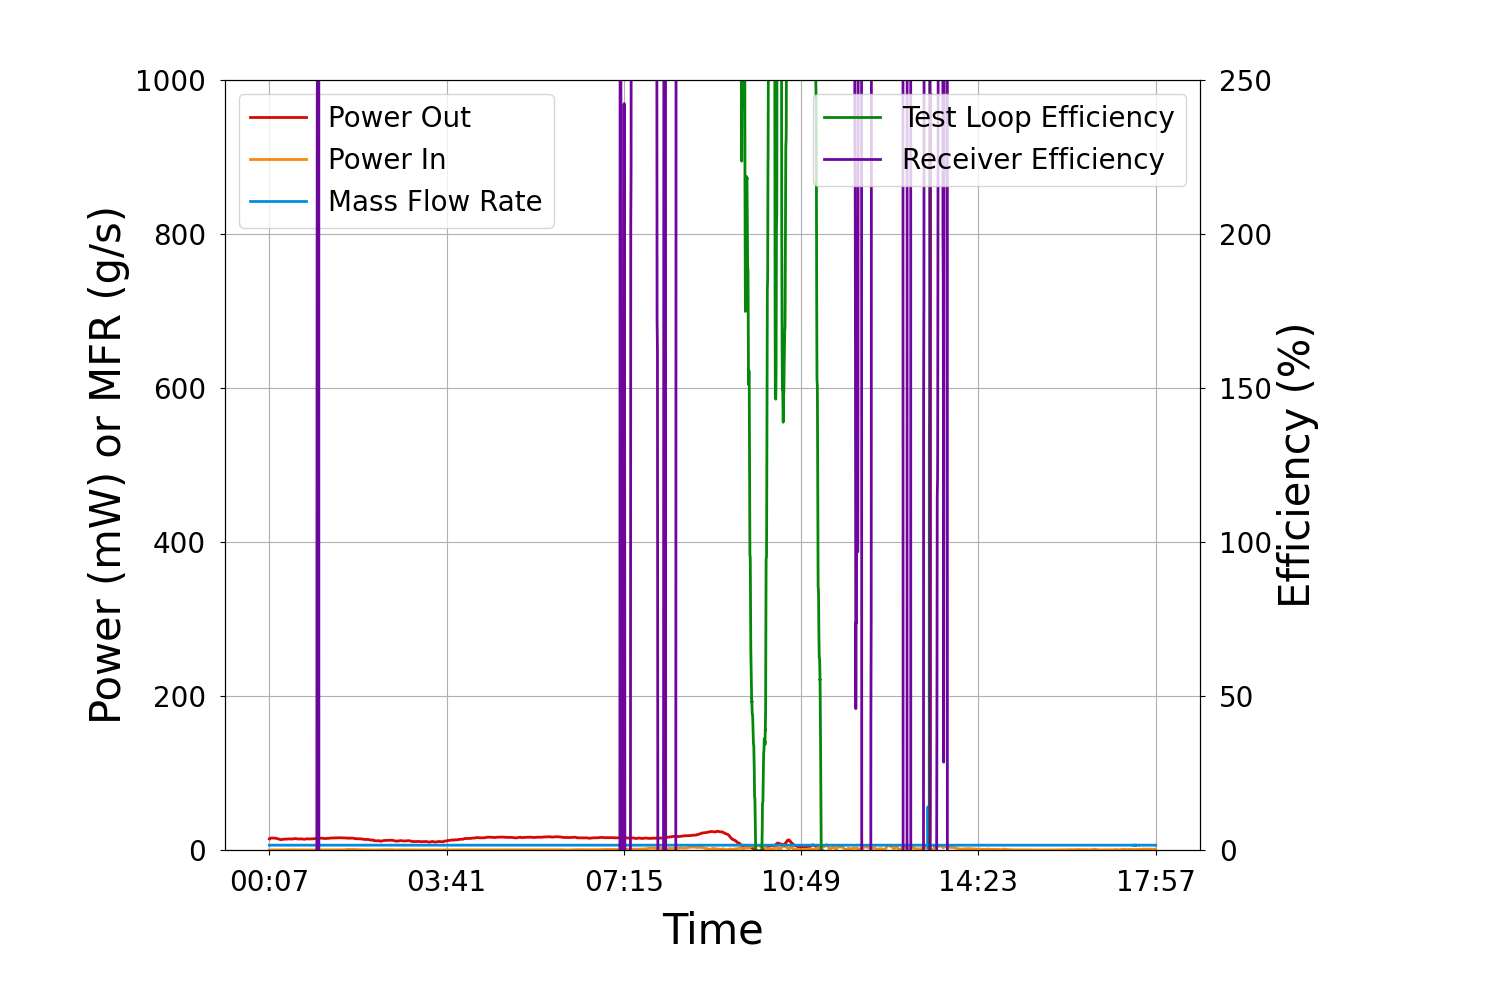 1000
800
600
400
200
0
Power (mW) or MFR (g/s)
Power Out
Power In
Mass Flow Rate
Test Loop Efficiency
Receiver Efficiency
250
200
150
100
50
0
Efficiency (%)
00:07 03:41 07:15 10:49 14:23 17:57
Time